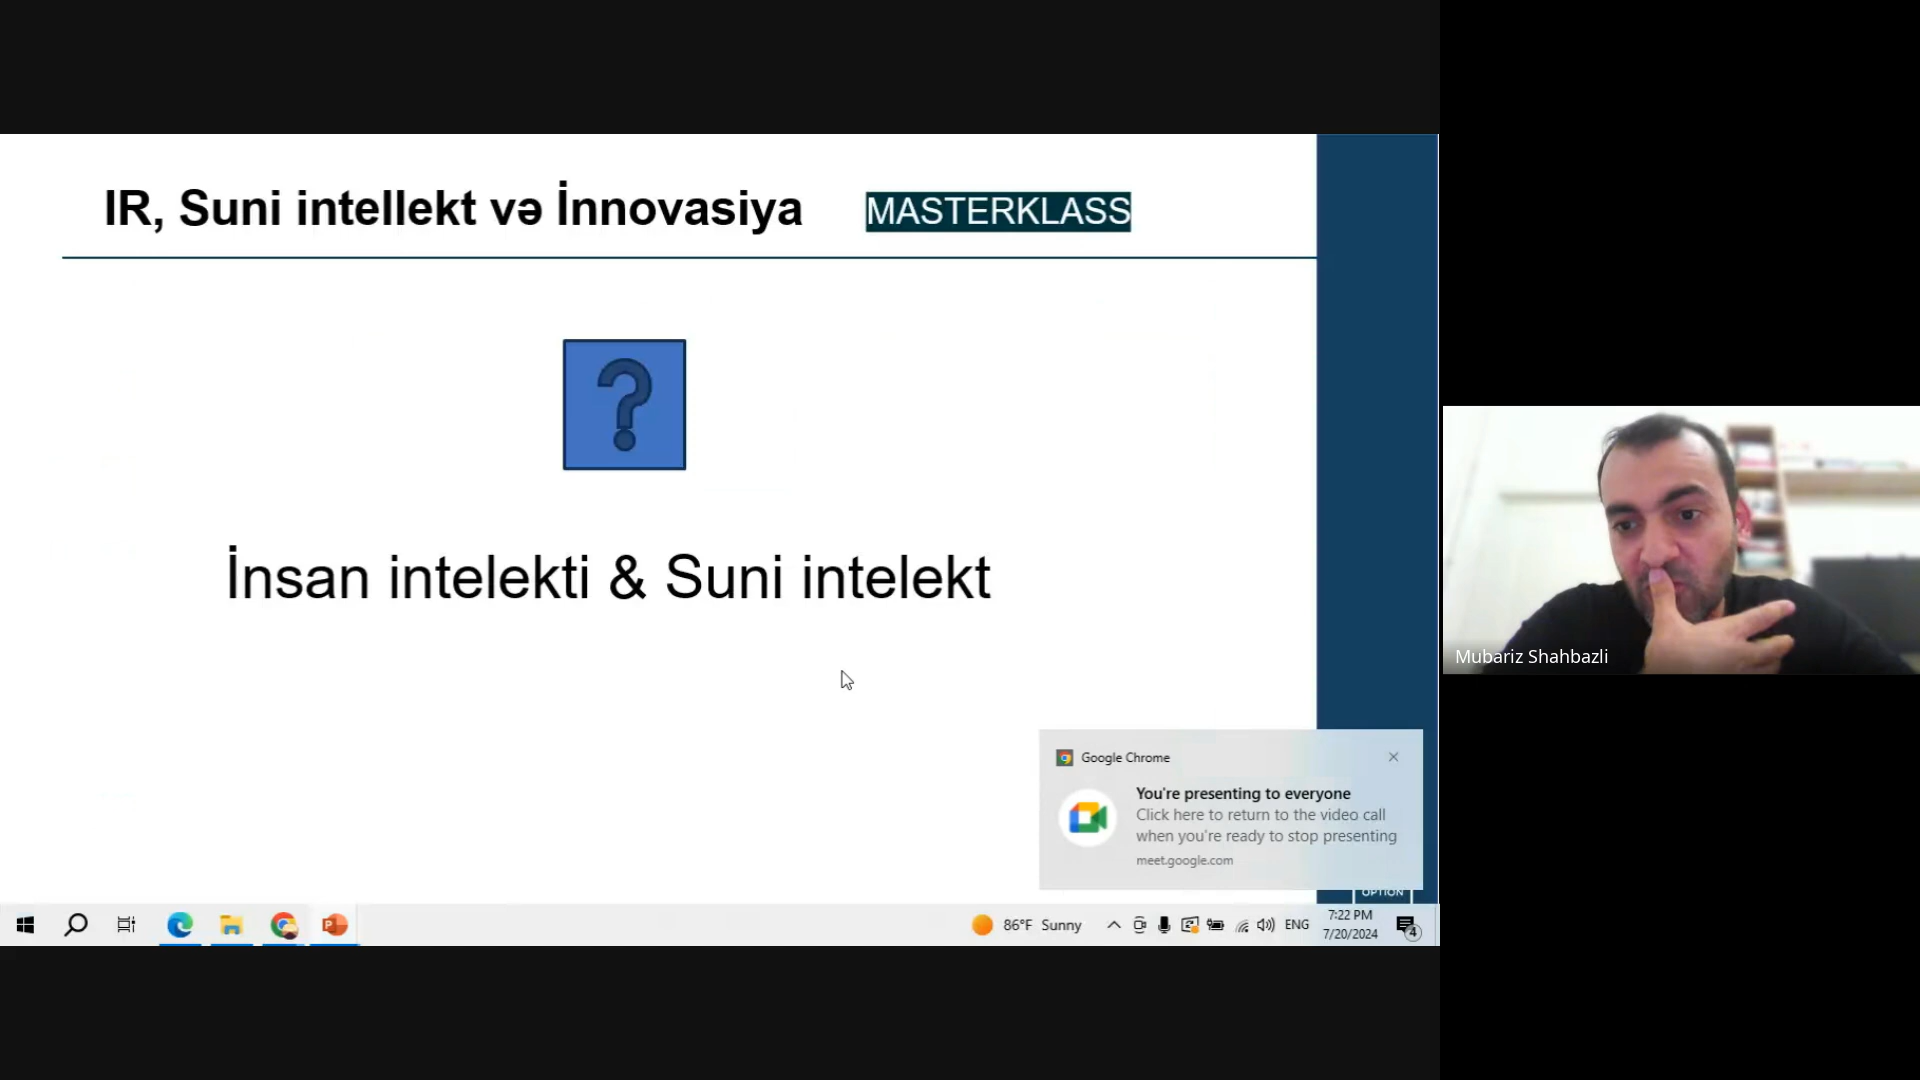 IR, Suni intellekt və İnnovasiya MASTERKLASS
?
İnsan intelekti & Suni intelekt
Mubariz Shahbazli
Google Chrome
You're presenting to everyone
Click here to return to the video call
when you're ready to stop presenting
meet.google.com
OPTION
86°F Sunny
ENG
7:22 PM
7/20/2024
4